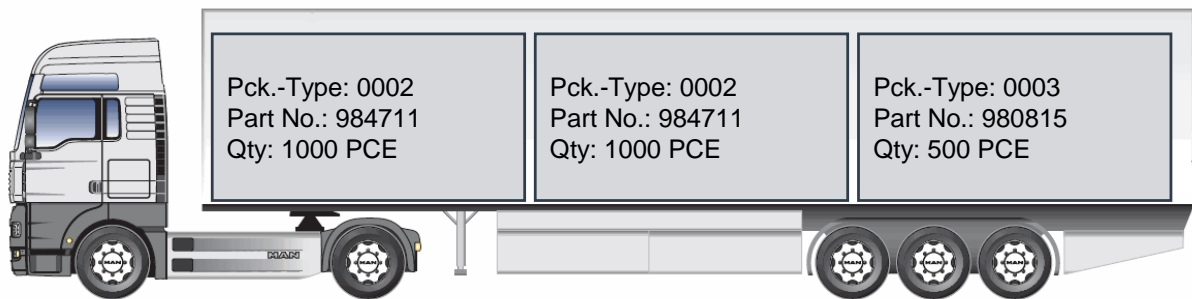 Pck.-Type: 0002
Part No.: 984711
Qty: 1000 PCE
Pck.-Type: 0002
Part No.: 984711
Qty: 1000 PCE
Pck.-Type: 0003
Part No.: 980815
Qty: 500 PCE
MAN